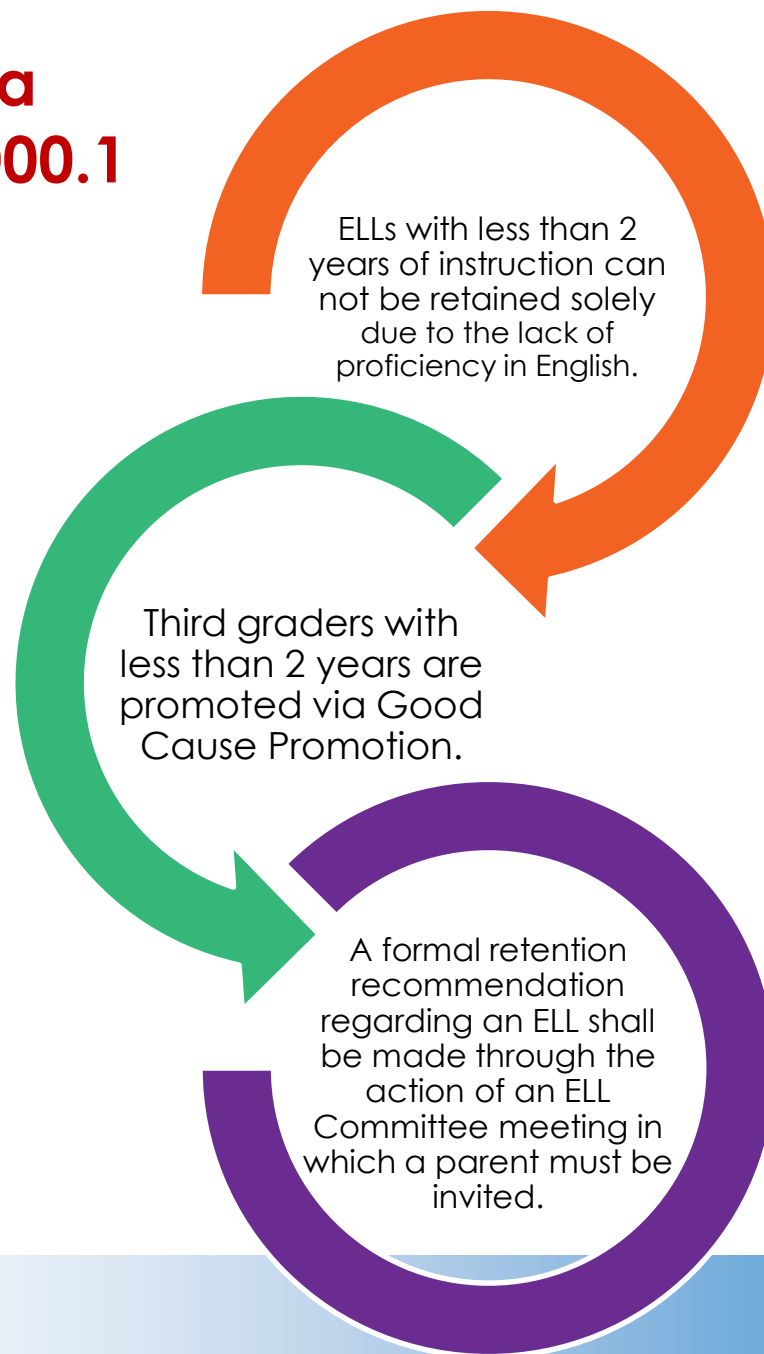 a
00.1
ELLs with less than 2
years of instruction can
not be retained solely
due to the lack of
proficiency in English.
Third graders with
less than 2 years are
promoted via Good
Cause Promotion.
A formal retention
recommendation
regarding an ELL shall
be made through the
action of an ELL
Committee meeting in
which a parent must be
invited.